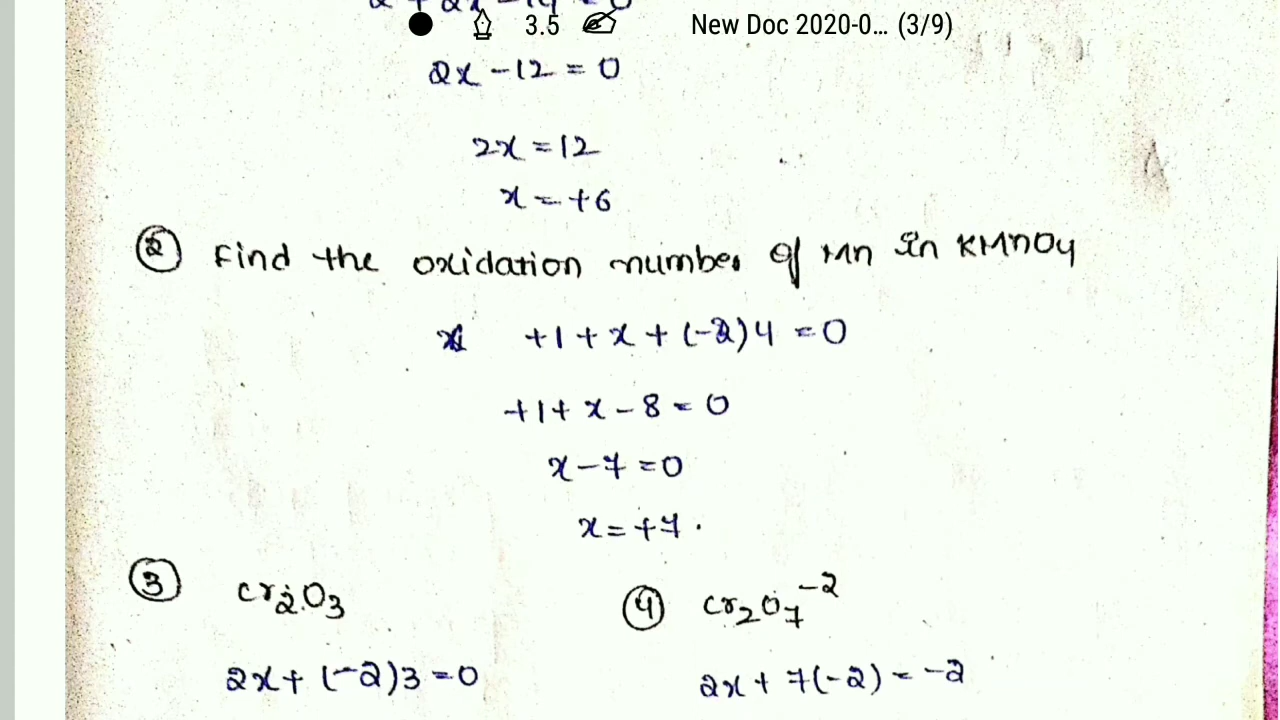 3.5 New Doc 2020-0... (3/9)
2x - 12 = 0
2x = 12
x = +6
② Find the oxidation number of Mn in KMnO4
+1 + x + (-2)4 = 0
+1 + x - 8 = 0
x - 7 = 0
x = +7.
③ Cr2O3 ④ Cr2O7^-2
2x + (-2)3 = 0 2x + 7(-2) = -2